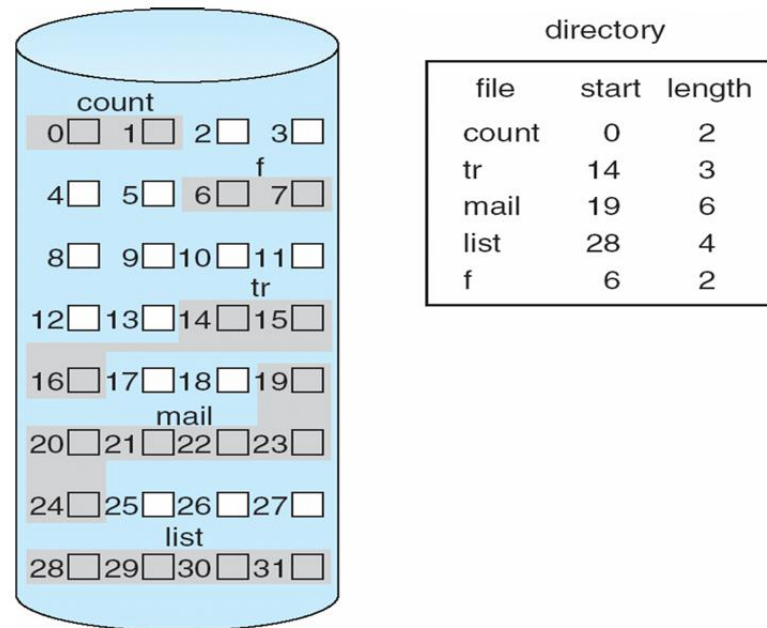 count
0 1 2 3
f
4 5 6 7
8 9 10 11
tr
12 13 14 15
16 17 18 19
mail
20 21 22 23
24 25 26 27
list
28 29 30 31
directory
file start length
count 0 2
tr 14 3
mail 19 6
list 28 4
f 6 2